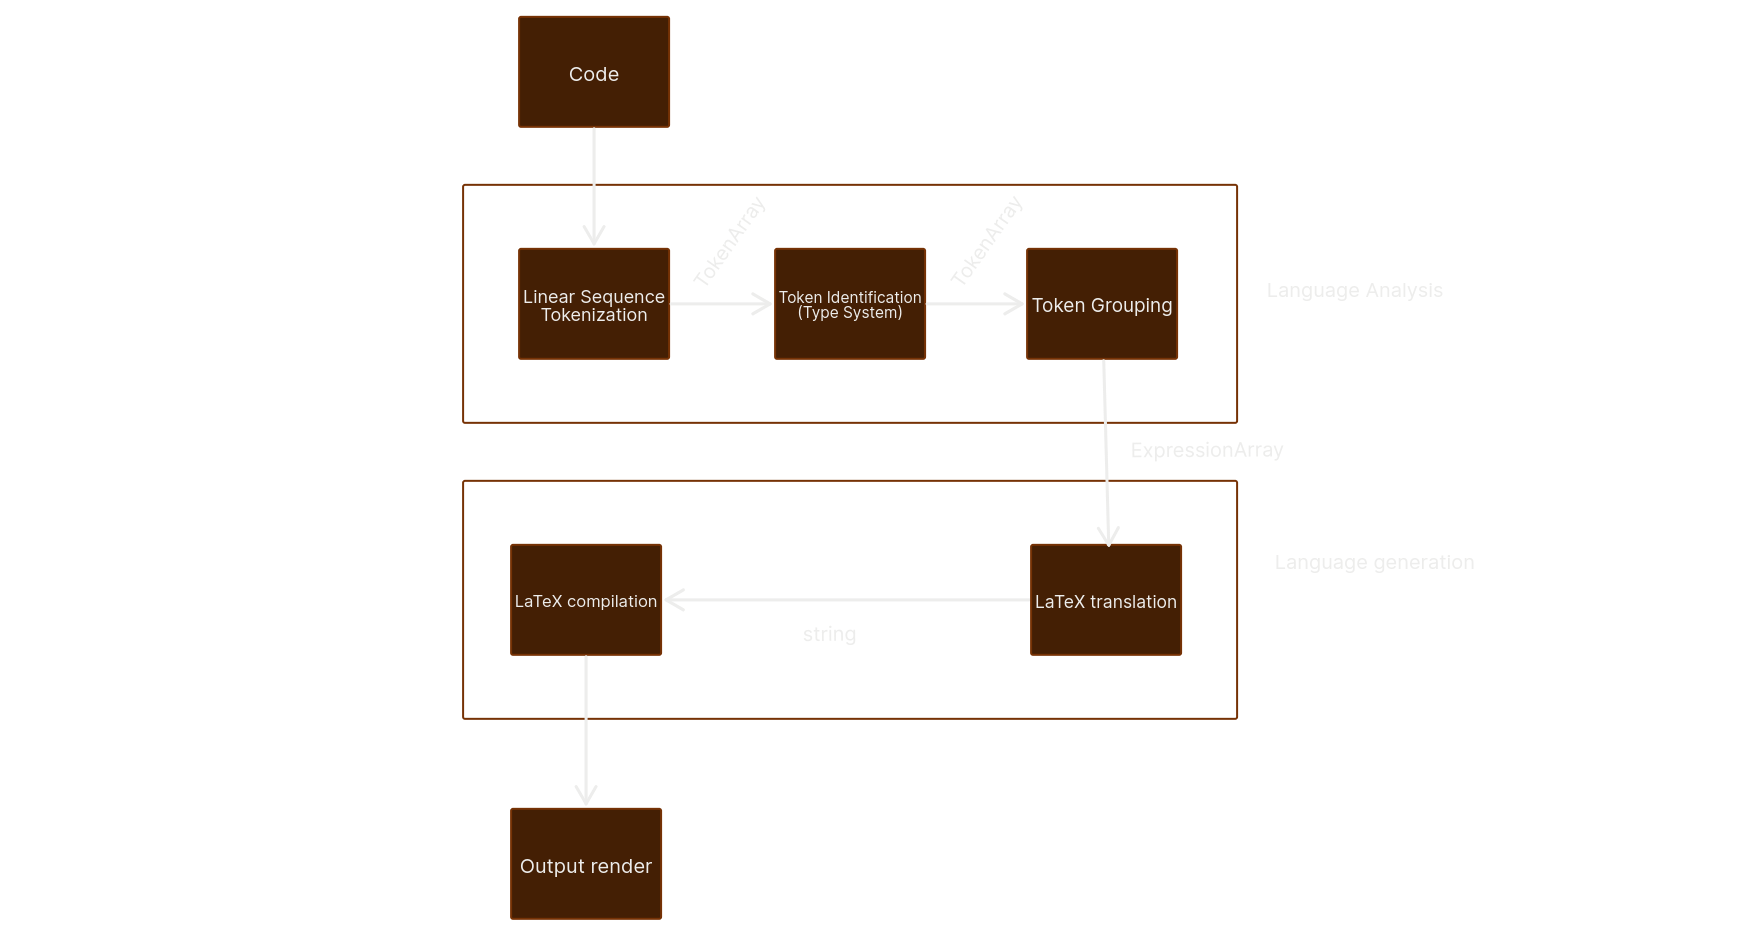 Code
TokenArray
TokenArray
Linear Sequence
Tokenization
Token Identification
(Type System)
Token Grouping
Language Analysis
ExpressionArray
Language generation
LaTeX compilation
LaTeX translation
string
Output render